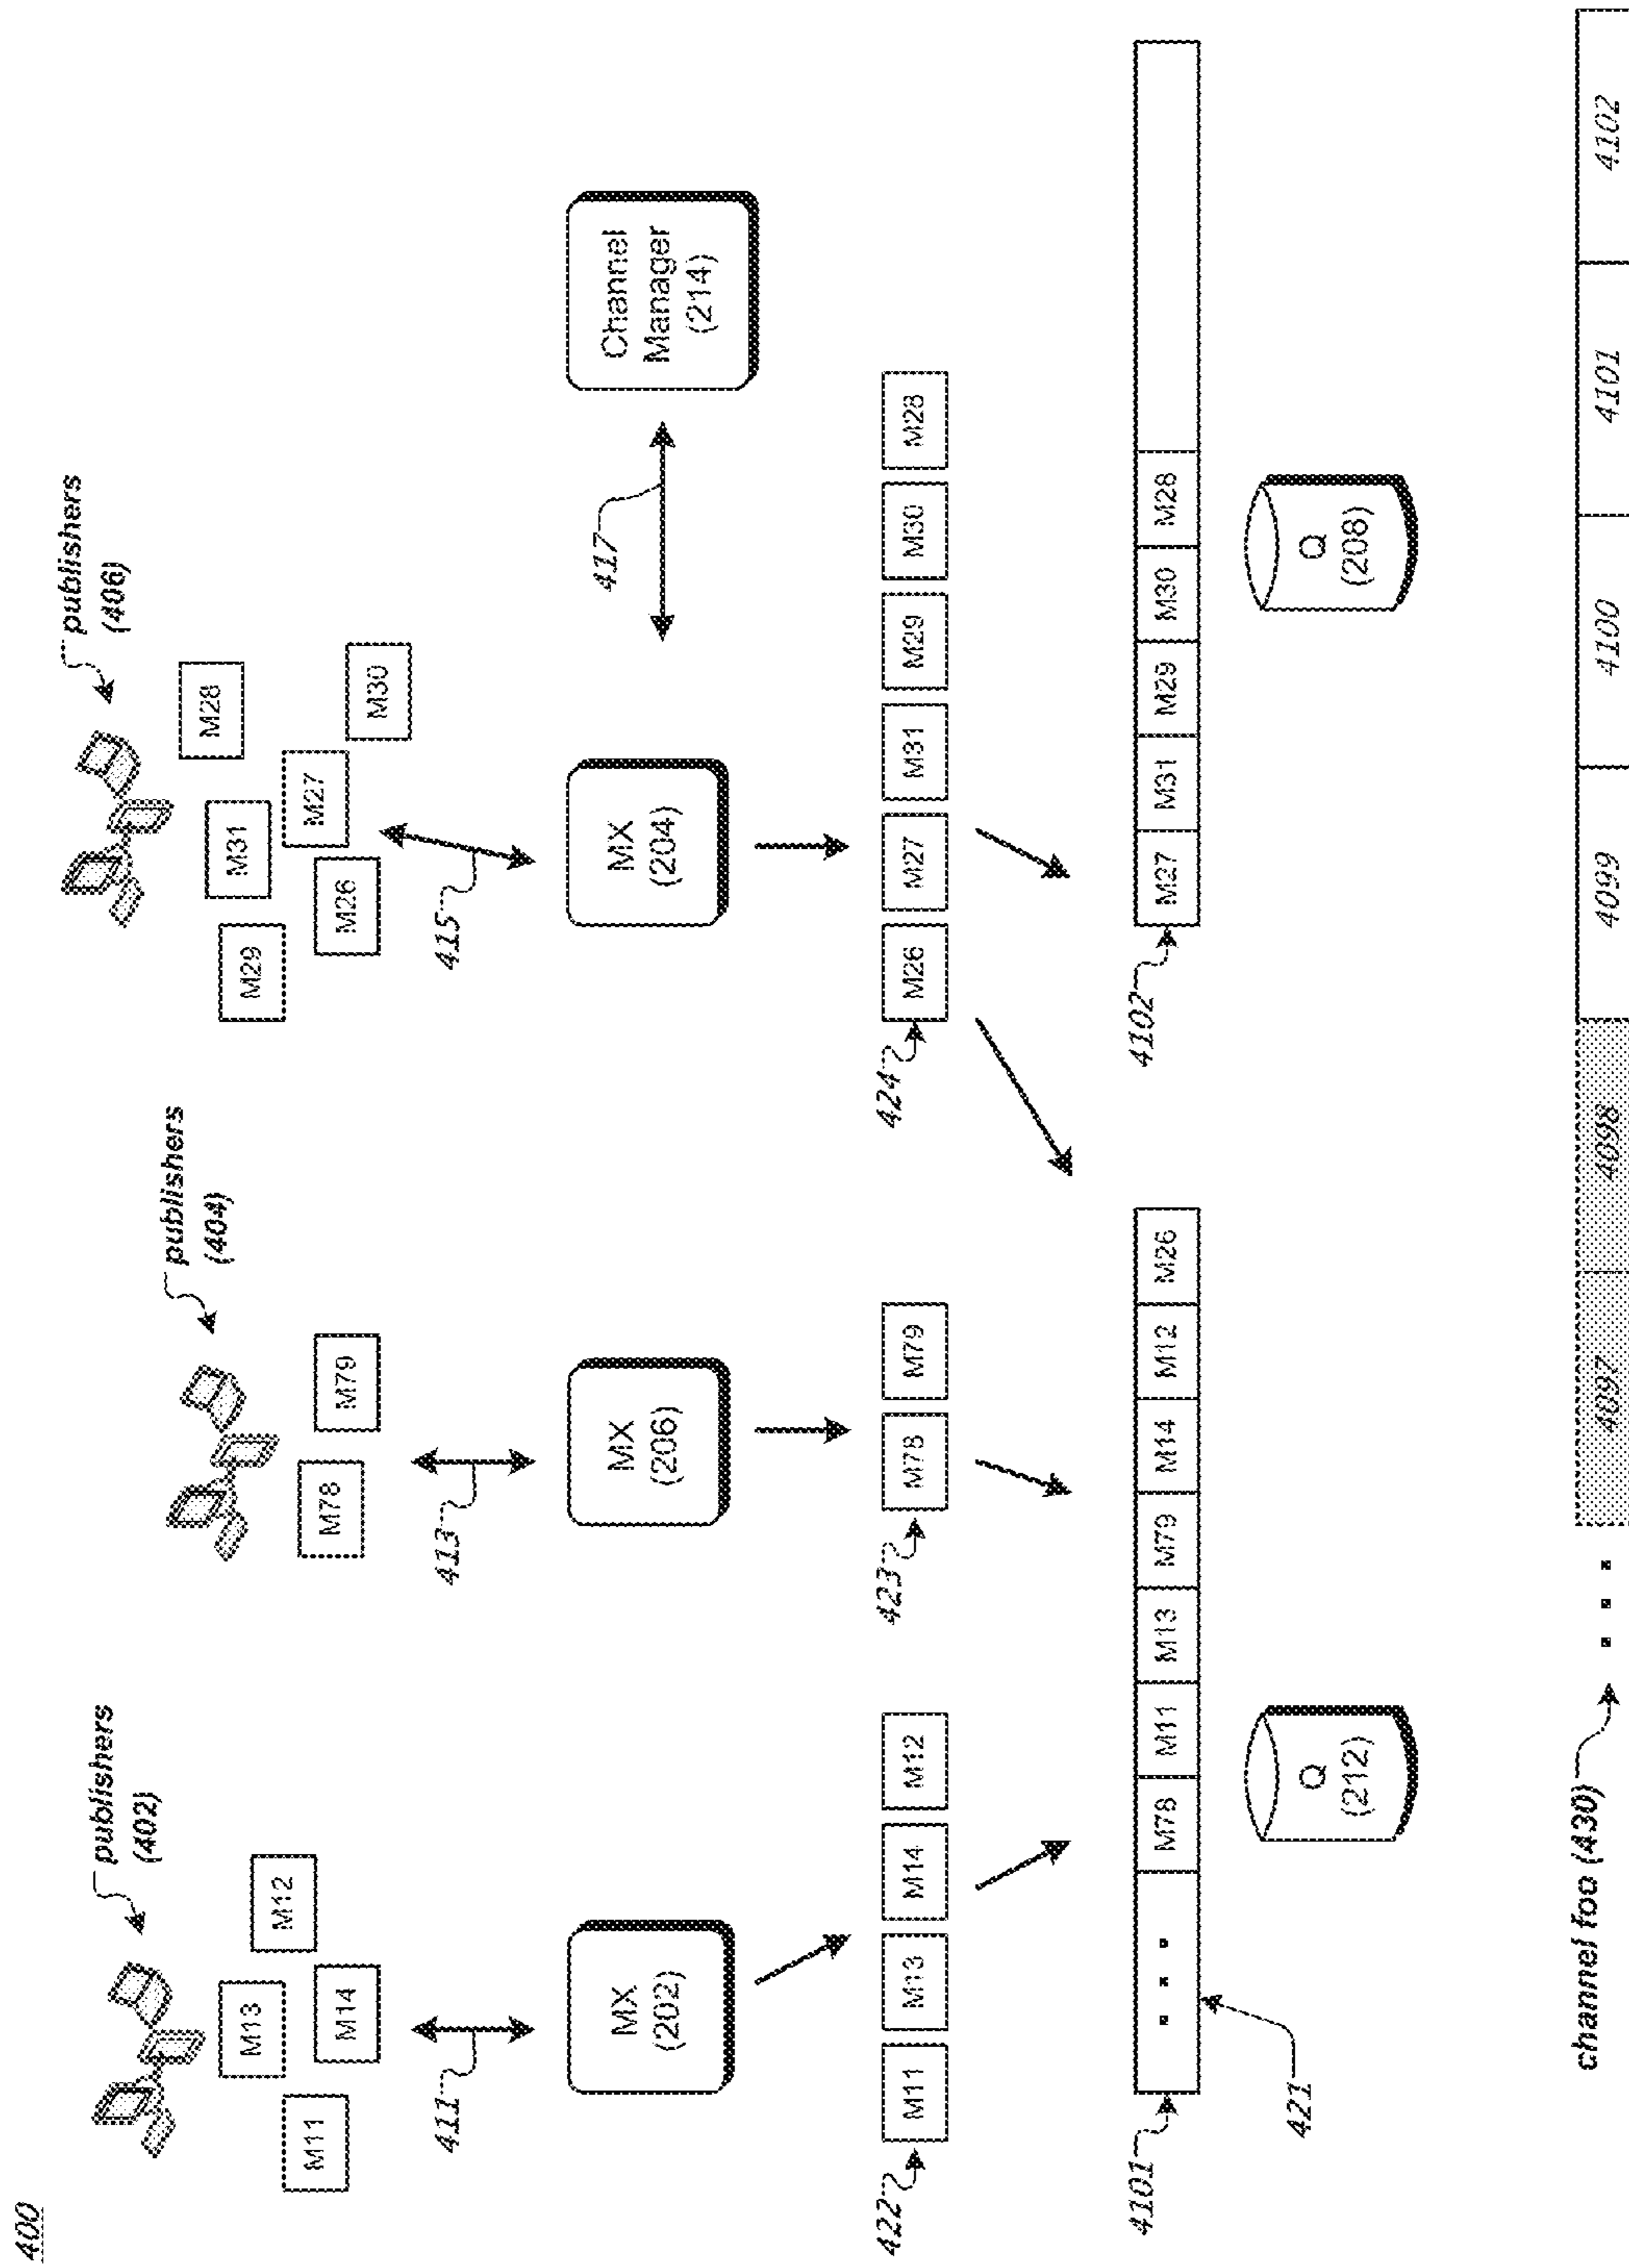 400
publishers
(402)
publishers
(404)
publishers
(406)
M11
M13
M14
M12
M78
M79
M29
M26
M31
M27
M28
M30
411
413
415
417
MX
(202)
MX
(206)
MX
(204)
Channel
Manager
(214)
422
M11
M13
M14
M12
423
M78
M79
424
M26
M27
M31
M29
M30
M28
4101
...
M78
M11
M13
M79
M14
M12
M26
4102
M27
M31
M29
M30
M28
421
Q
(212)
Q
(208)
channel foo (430)
...
4097
4098
4099
4100
4101
4102